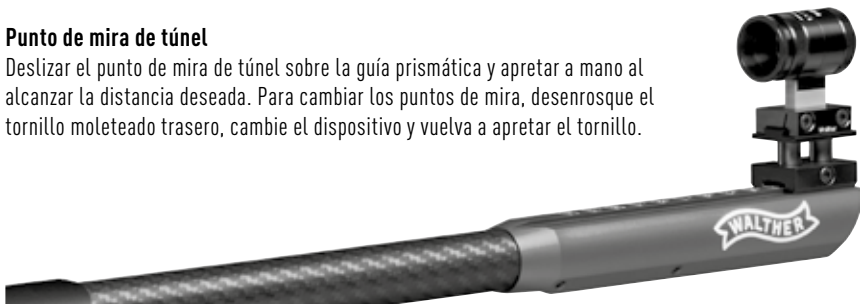 Punto de mira de túnel
Deslizar el punto de mira de túnel sobre la guía prismática y apretar a mano al
alcanzar la distancia deseada. Para cambiar los puntos de mira, desenrosque el
tornillo moleteado trasero, cambie el dispositivo y vuelva a apretar el tornillo.
WALTHER